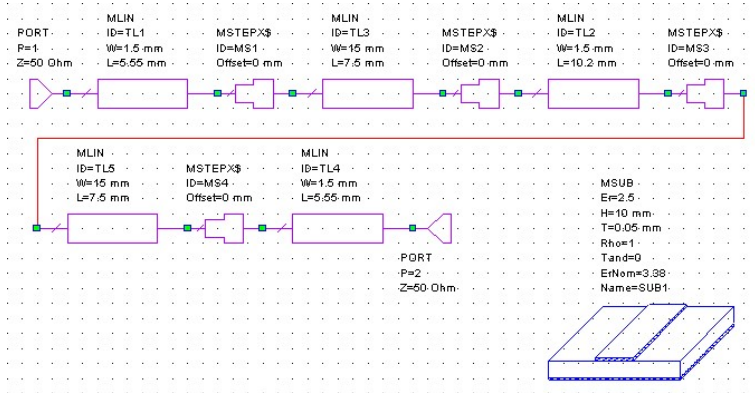 PORT
P=1
Z=50 Ohm
MLIN
ID=TL1
W=1.5 mm
L=5.55 mm
MSTEPX$
ID=MS1
Offset=0 mm
MLIN
ID=TL3
W=15 mm
L=7.5 mm
MSTEPX$
ID=MS2
Offset=0 mm
MLIN
ID=TL2
W=1.5 mm
L=10.2 mm
MSTEPX$
ID=MS3
Offset=0 mm
MLIN
ID=TL5
W=15 mm
L=7.5 mm
MSTEPX$
ID=MS4
Offset=0 mm
MLIN
ID=TL4
W=1.5 mm
L=5.55 mm
PORT
P=2
Z=50 Ohm
MSUB
Er=2.5
H=10 mm
T=0.05 mm
Rho=1
Tand=0
ErNom=3.38
Name=SUB1